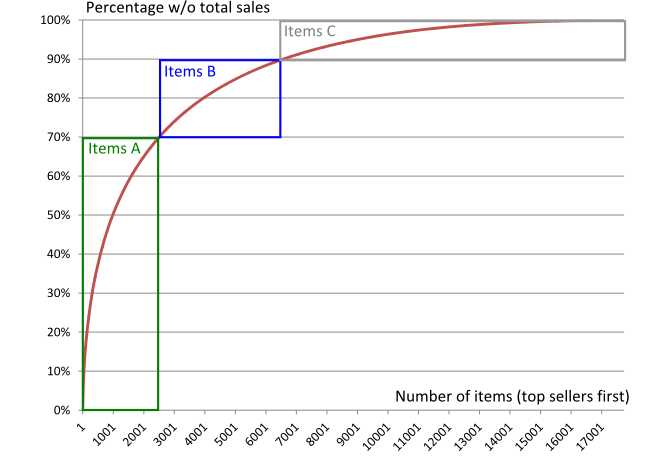 Percentage w/o total sales
100%
Items C
90%
Items B
80%
70%
Items A
60%
50%
40%
30%
20%
10%
Number of items (top sellers first)
0%
1 1001 2001 3001 4001 5001 6001 7001 8001 9001 10001 11001 12001 13001 14001 15001 16001 17001